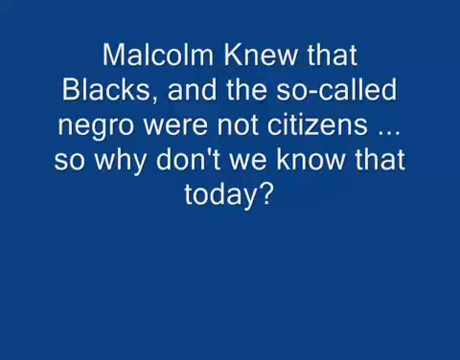 Malcolm Knew that
Blacks, and the so-called
negro were not citizens ...
so why don't we know that
today?